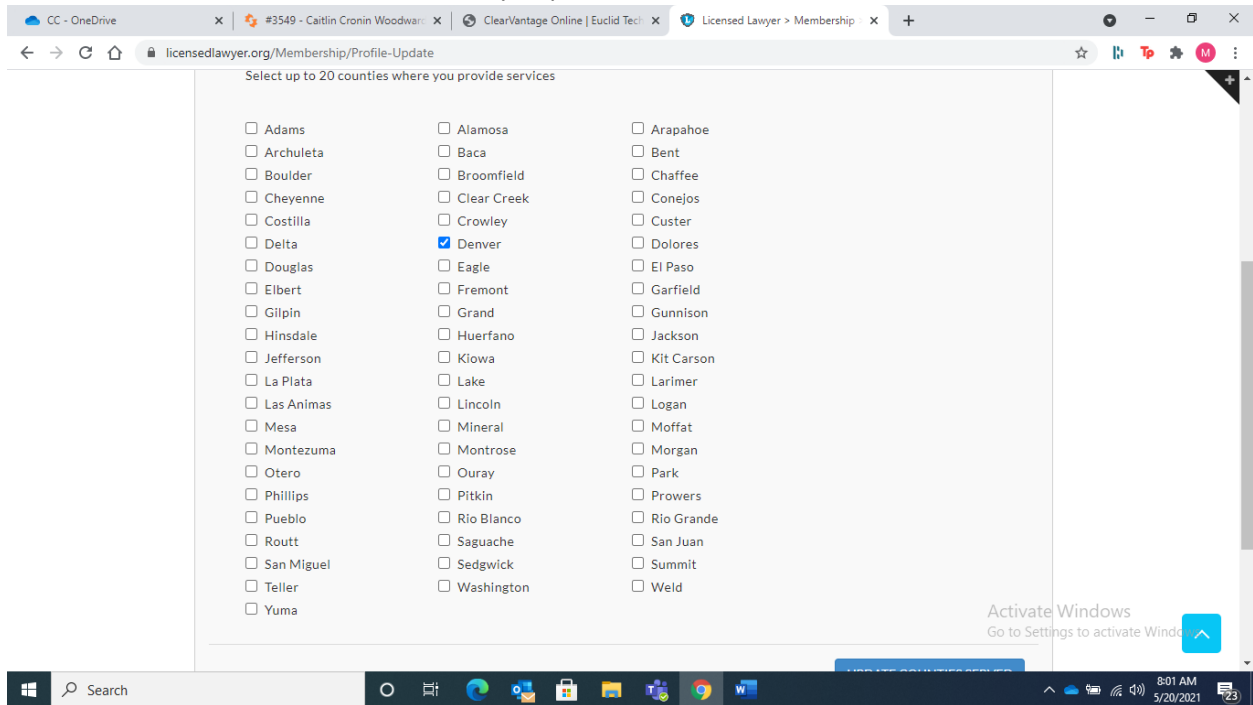 CC - OneDrive
#3549 - Caitlin Cronin Woodwarc
ClearVantage Online | Euclid Tech
Licensed Lawyer > Membership >
licensedlawyer.org/Membership/Profile-Update
M
Select up to 20 counties where you provide services
Adams Alamosa Arapahoe
Archuleta Baca Bent
Boulder Broomfield Chaffee
Cheyenne Clear Creek Conejos
Costilla Crowley Custer
Delta Denver Dolores
Douglas Eagle El Paso
Elbert Fremont Garfield
Gilpin Grand Gunnison
Hinsdale Huerfano Jackson
Jefferson Kiowa Kit Carson
La Plata Lake Larimer
Las Animas Lincoln Logan
Mesa Mineral Moffat
Montezuma Montrose Morgan
Otero Ouray Park
Phillips Pitkin Prowers
Pueblo Rio Blanco Rio Grande
Routt Saguache San Juan
San Miguel Sedgwick Summit
Teller Washington Weld
Yuma
Activate Windows
Go to Settings to activate Windows.
UPDATE COUNTIES SERVED
Search
8:01 AM
5/20/2021
23